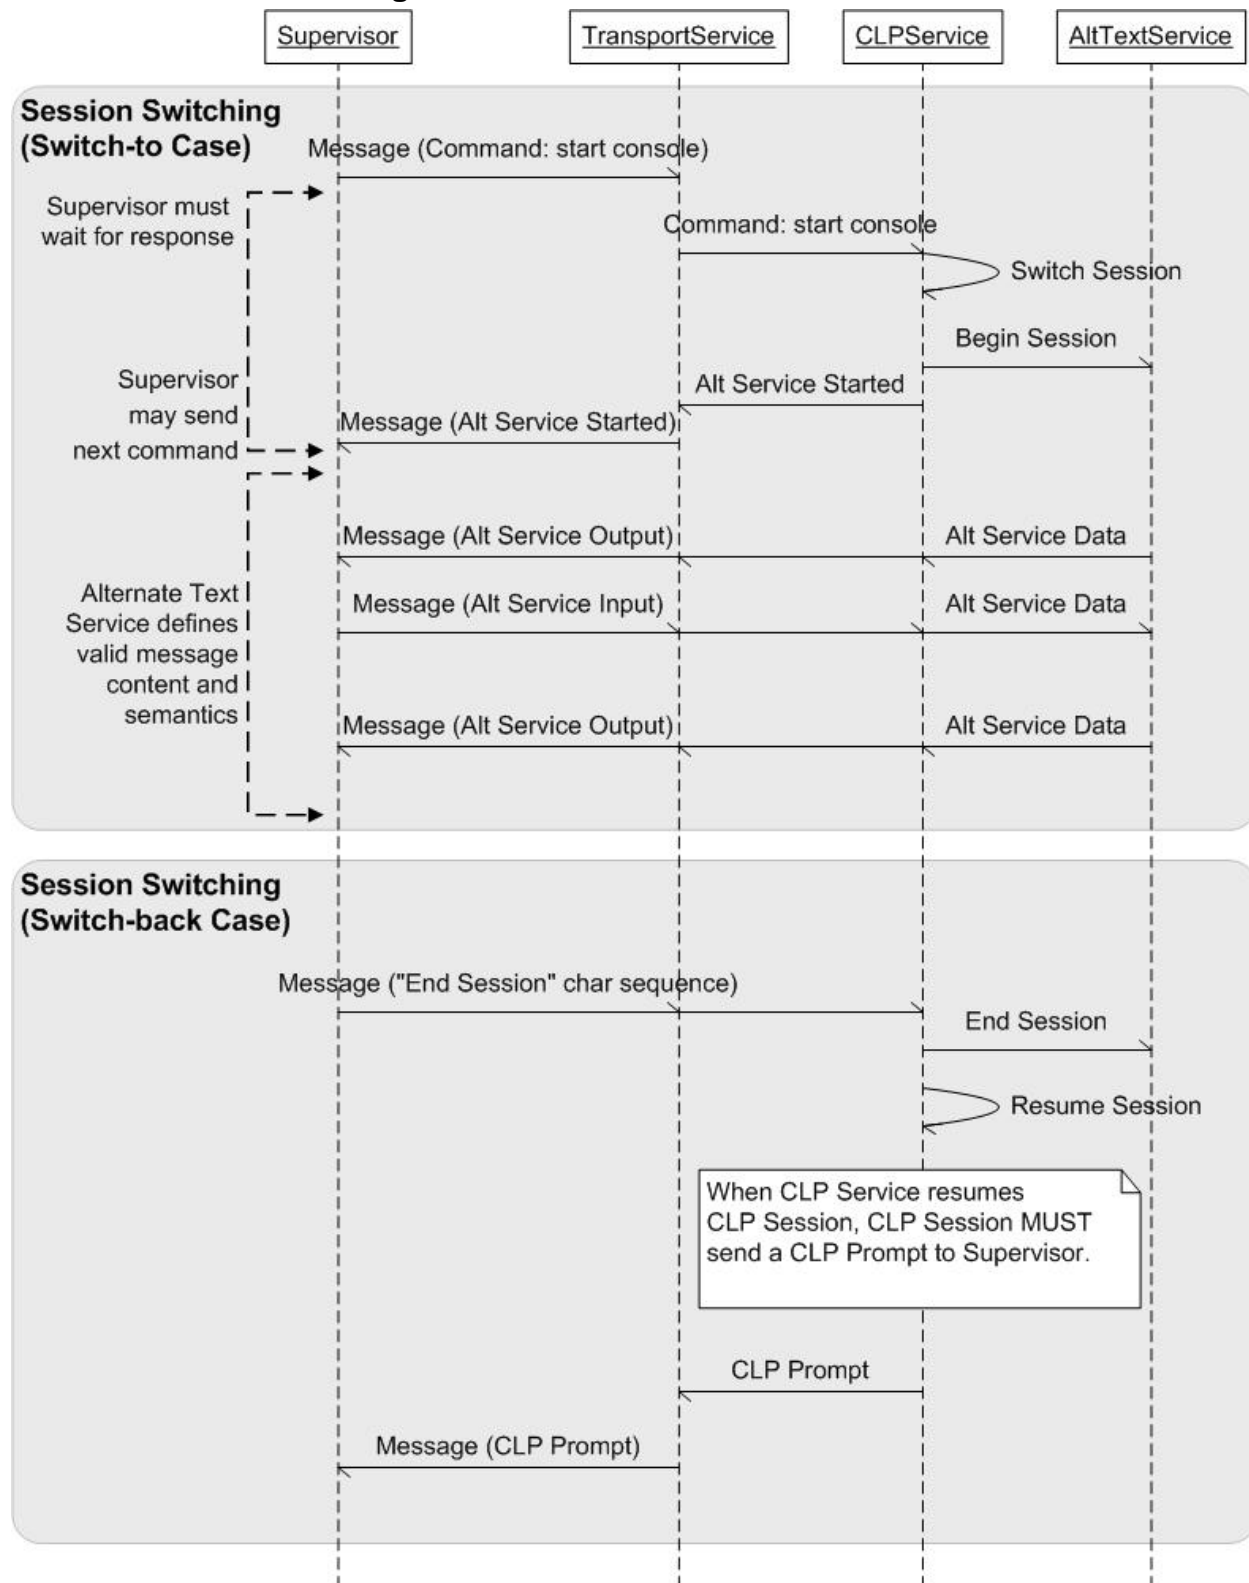 Supervisor
TransportService
CLPService
AltTextService
Session Switching
(Switch-to Case)
Message (Command: start console)
Supervisor must
wait for response
Command: start console
Switch Session
Begin Session
Supervisor
may send
next command
Alt Service Started
Message (Alt Service Started)
Message (Alt Service Output)
Alt Service Data
Alternate Text
Service defines
valid message
content and
semantics
Message (Alt Service Input)
Alt Service Data
Message (Alt Service Output)
Alt Service Data
Session Switching
(Switch-back Case)
Message ("End Session" char sequence)
End Session
Resume Session
When CLP Service resumes
CLP Session, CLP Session MUST
send a CLP Prompt to Supervisor.
CLP Prompt
Message (CLP Prompt)